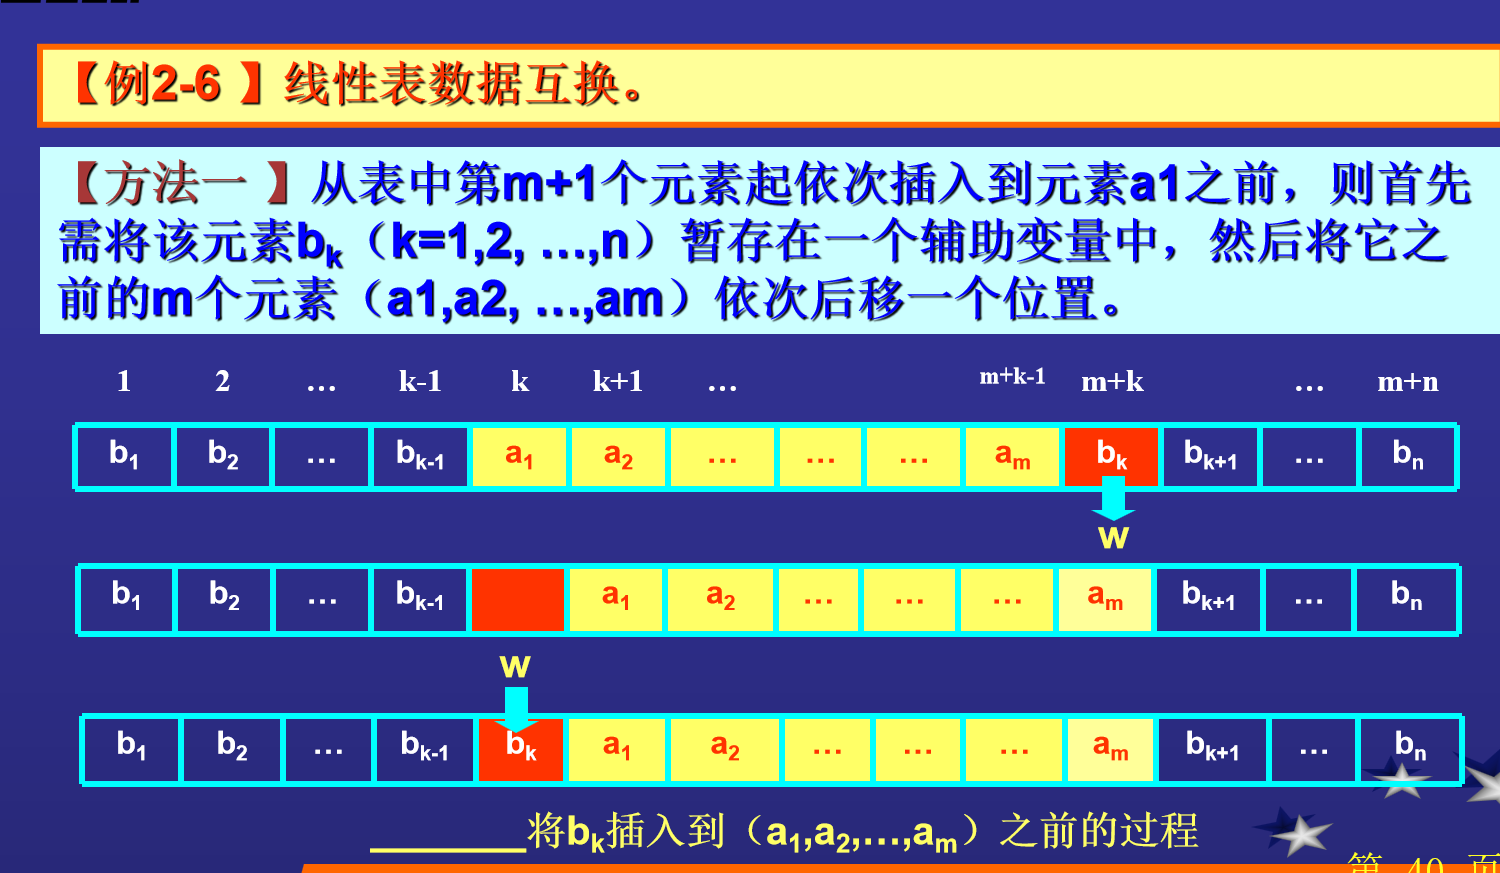 【例2-6 】线性表数据互换。
【方法一 】从表中第m+1个元素起依次插入到元素a1之前，则首先
需将该元素bk（k=1,2, …,n）暂存在一个辅助变量中，然后将它之
前的m个元素（a1,a2, …,am）依次后移一个位置。
1 2 … k-1 k k+1 … m+k-1 m+k … m+n
b1 b2 … bk-1 a1 a2 … … … am bk bk+1 … bn
w
b1 b2 … bk-1 a1 a2 … … … am bk+1 … bn
w
b1 b2 … bk-1 bk a1 a2 … … … am bk+1 … bn
将bk插入到（a1,a2,…,am）之前的过程
第 40 页